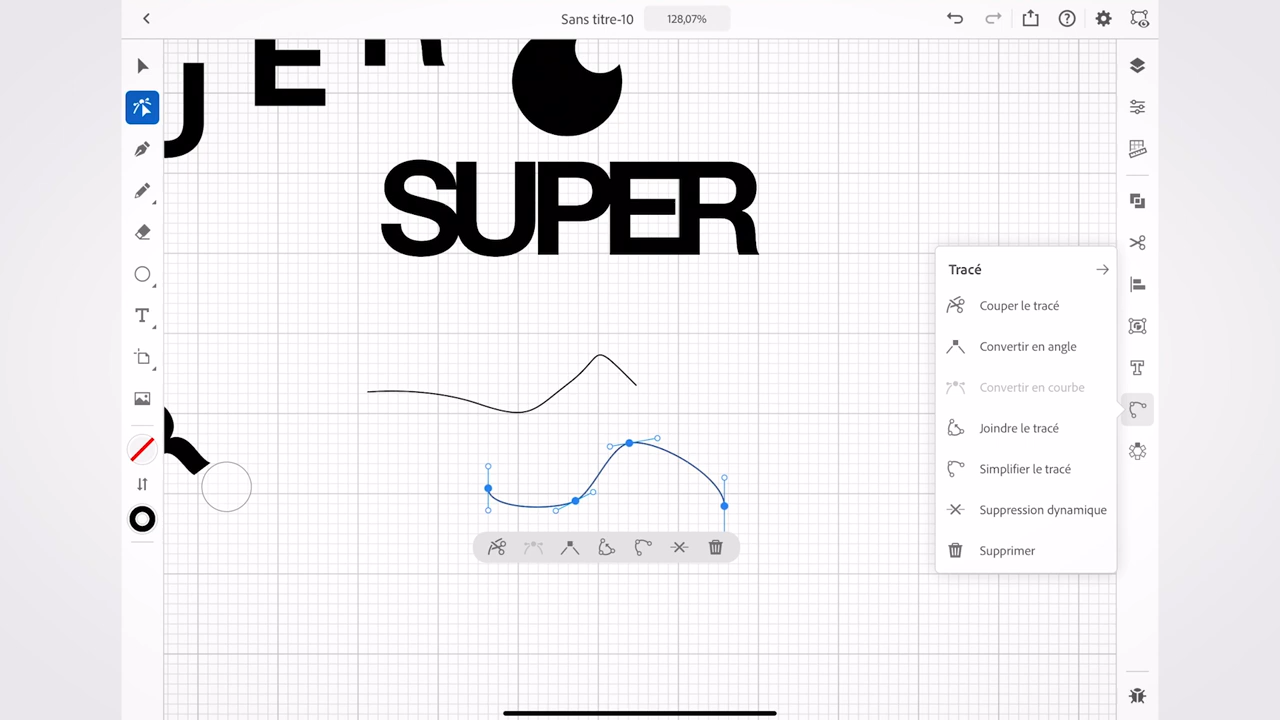 Sans titre-10
128,07%
E
R
J
SUPER
Tracé
Couper le tracé
Convertir en angle
Convertir en courbe
Joindre le tracé
Simplifier le tracé
Suppression dynamique
Supprimer